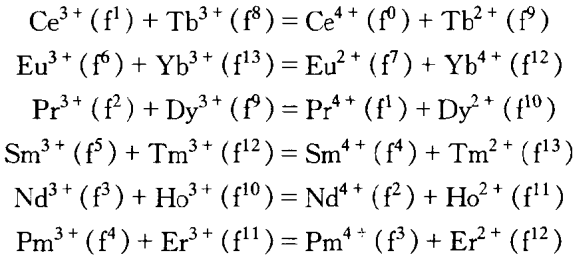 Ce³⁺ (f¹) + Tb³⁺ (f⁸) = Ce⁴⁺ (f⁰) + Tb²⁺ (f⁹)
Eu³⁺ (f⁶) + Yb³⁺ (f¹³) = Eu²⁺ (f⁷) + Yb⁴⁺ (f¹²)
Pr³⁺ (f²) + Dy³⁺ (f⁹) = Pr⁴⁺ (f¹) + Dy²⁺ (f¹⁰)
Sm³⁺ (f⁵) + Tm³⁺ (f¹²) = Sm⁴⁺ (f⁴) + Tm²⁺ (f¹³)
Nd³⁺ (f³) + Ho³⁺ (f¹⁰) = Nd⁴⁺ (f²) + Ho²⁺ (f¹¹)
Pm³⁺ (f⁴) + Er³⁺ (f¹¹) = Pm⁴⁺ (f³) + Er²⁺ (f¹²)